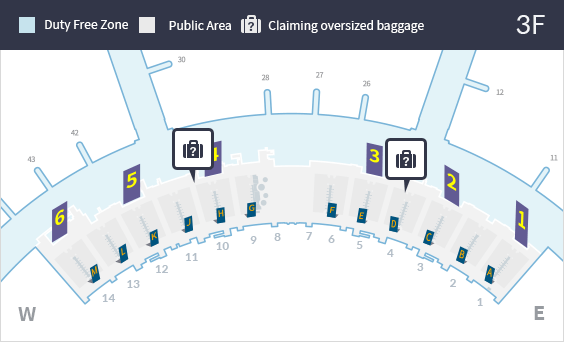 Duty Free Zone Public Area Claiming oversized baggage 3F
30
28 27 26 12
42
43 11
? ?
6 5 4 3 2 1
M L K J H G F E D C B A
14 13 12 11 10 9 8 7 6 5 4 3 2 1
W E